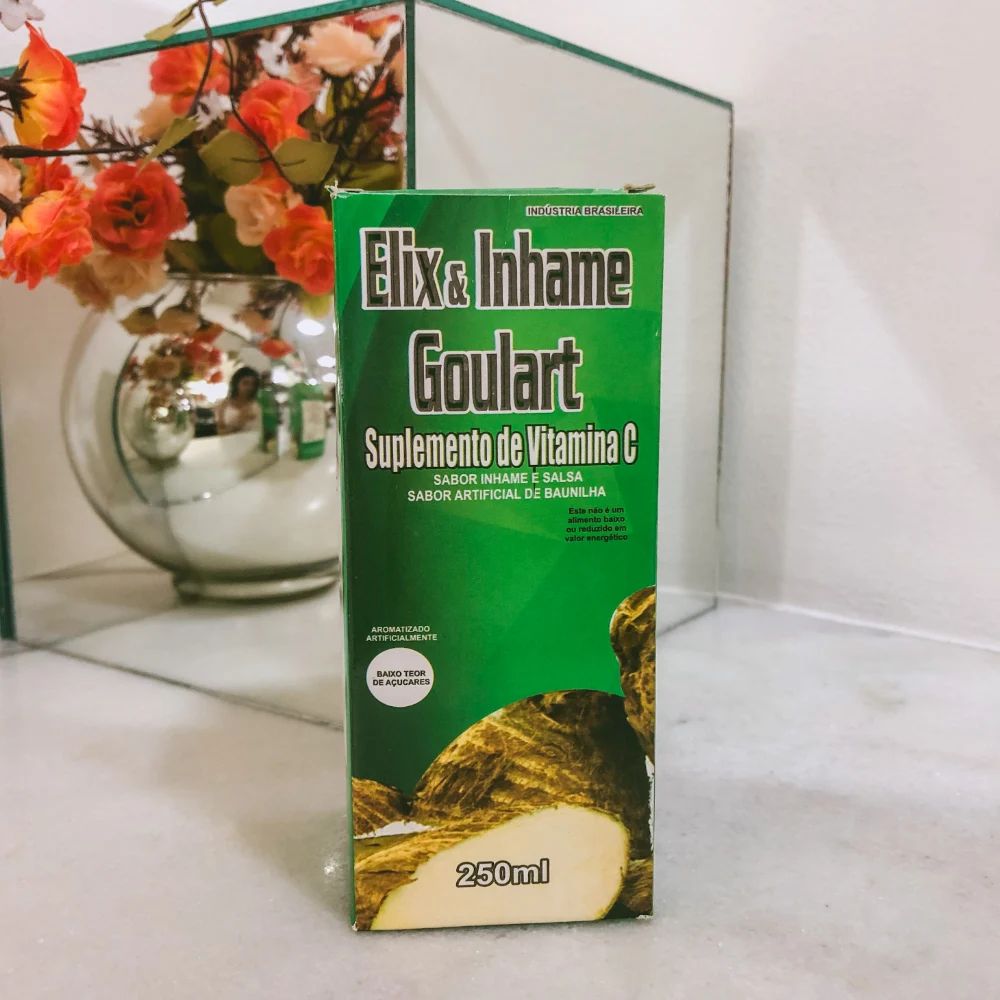 INDÚSTRIA BRASILEIRA
Elix & Inhame
Goulart
Suplemento de Vitamina C
SABOR INHAME E SALSA
SABOR ARTIFICIAL DE BAUNILHA
Este não é um
alimento baixo
ou reduzido em
valor energético
AROMATIZADO
ARTIFICIALMENTE
BAIXO TEOR
DE AÇUCARES
250ml